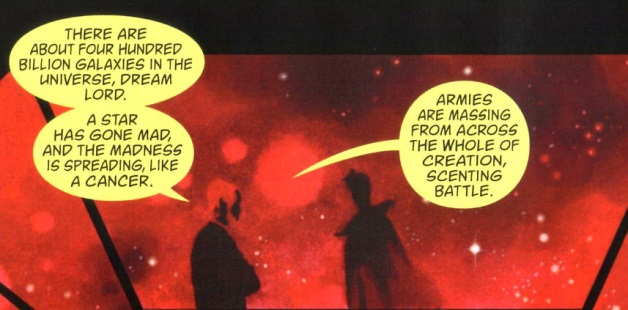 THERE ARE
ABOUT FOUR HUNDRED
BILLION GALAXIES IN THE
UNIVERSE, DREAM
LORD.
A STAR
HAS GONE MAD,
AND THE MADNESS
IS SPREADING, LIKE
A CANCER.
ARMIES
ARE MASSING
FROM ACROSS
THE WHOLE OF
CREATION,
SCENTING
BATTLE.